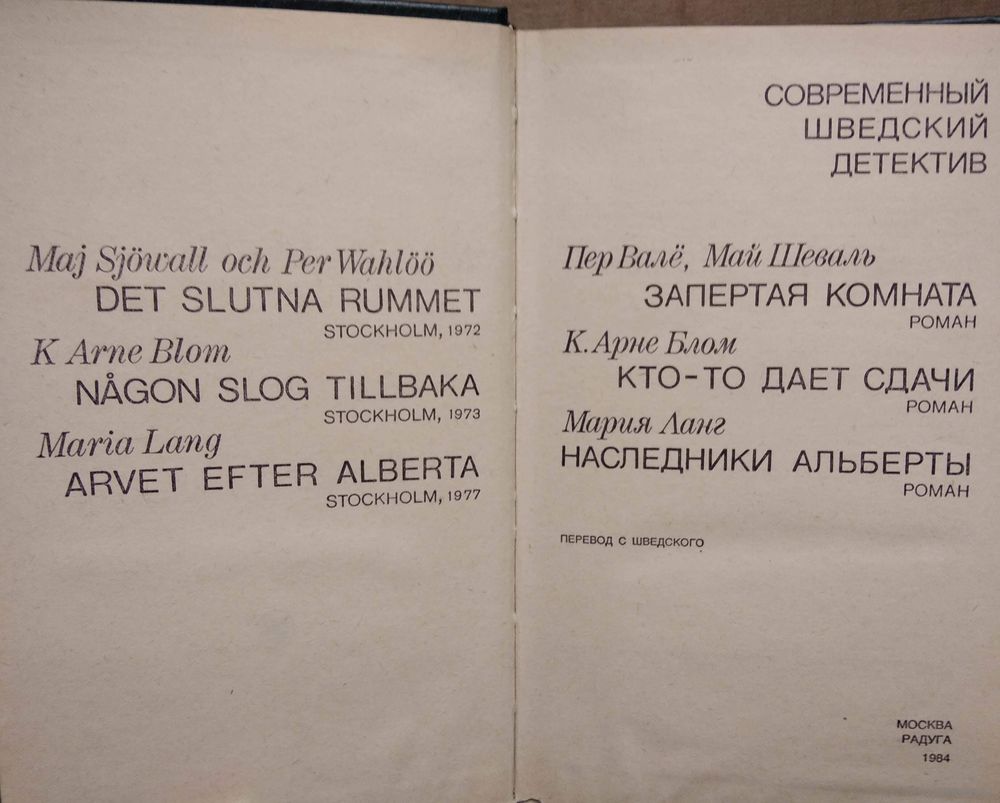 Maj Sjöwall och Per Wahlöö
DET SLUTNA RUMMET
STOCKHOLM, 1972
K Arne Blom
NÅGON SLOG TILLBAKA
STOCKHOLM, 1973
Maria Lang
ARVET EFTER ALBERTA
STOCKHOLM, 1977
СОВРЕМЕННЫЙ
ШВЕДСКИЙ
ДЕТЕКТИВ
Пер Валё, Май Шеваль
ЗАПЕРТАЯ КОМНАТА
РОМАН
К. Арне Блом
КТО-ТО ДАЕТ СДАЧИ
РОМАН
Мария Ланг
НАСЛЕДНИКИ АЛЬБЕРТЫ
РОМАН
ПЕРЕВОД С ШВЕДСКОГО
МОСКВА
РАДУГА
1984